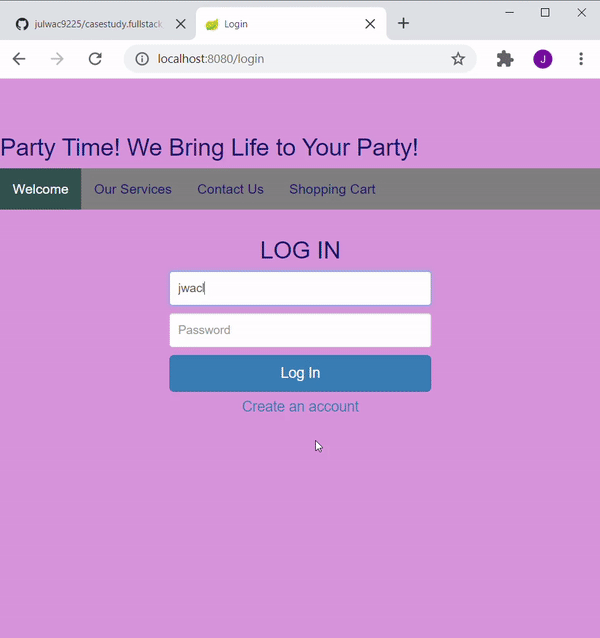 julwac9225/casestudy.fullstack
Login
localhost:8080/login
J
Party Time! We Bring Life to Your Party!
Welcome Our Services Contact Us Shopping Cart
LOG IN
jwacl
Password
Log In
Create an account